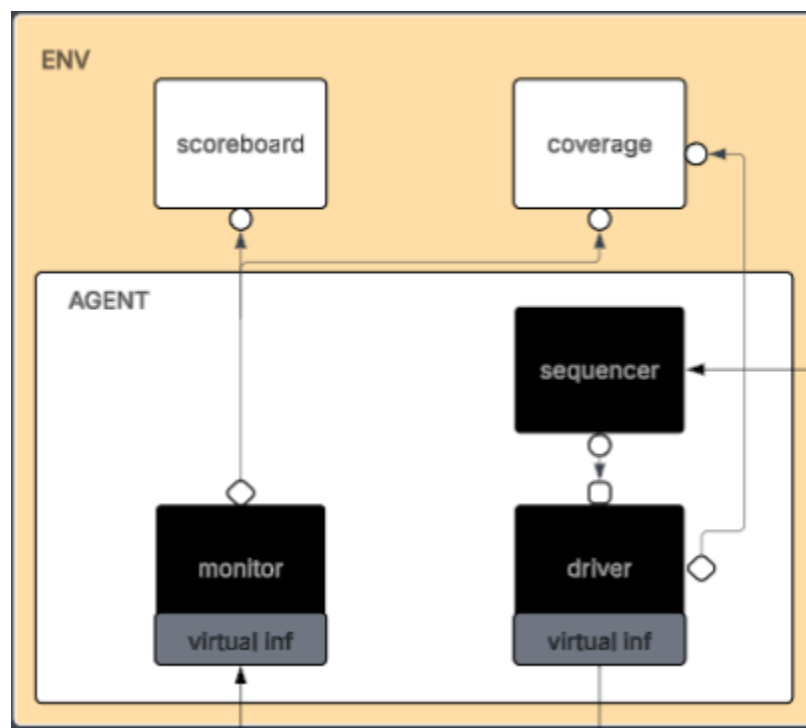 ENV
scoreboard
coverage
AGENT
sequencer
monitor
driver
virtual inf
virtual inf